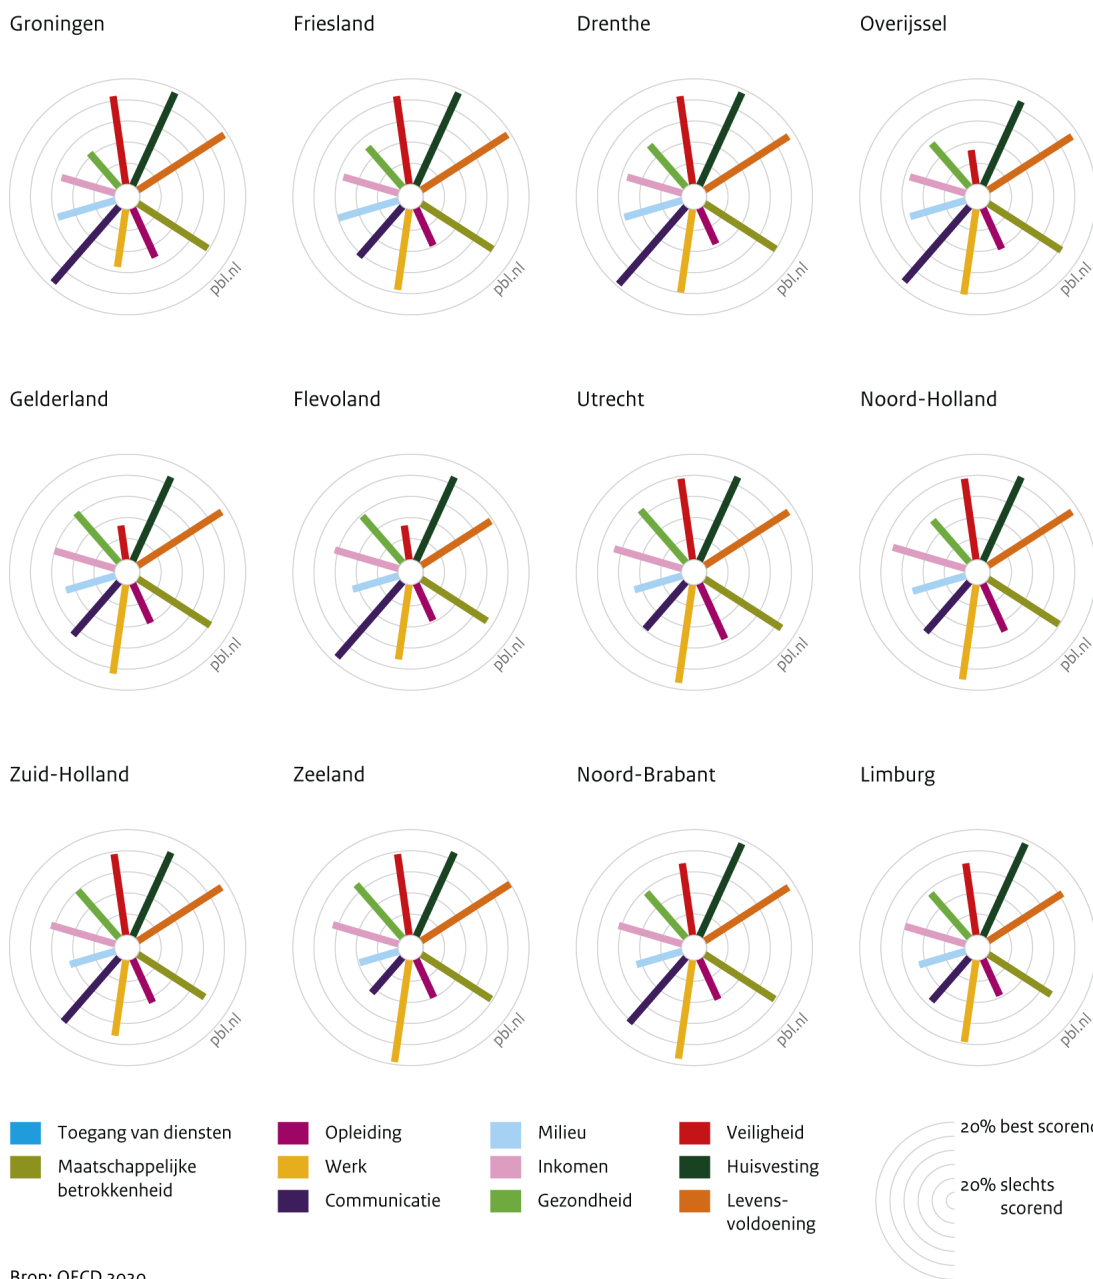 Groningen
Friesland
Drenthe
Overijssel
pbl.nl
pbl.nl
pbl.nl
pbl.nl
Gelderland
Flevoland
Utrecht
Noord-Holland
pbl.nl
pbl.nl
pbl.nl
pbl.nl
Zuid-Holland
Zeeland
Noord-Brabant
Limburg
pbl.nl
pbl.nl
pbl.nl
pbl.nl
Toegang van diensten
Maatschappelijke
betrokkenheid
Opleiding
Werk
Communicatie
Milieu
Inkomen
Gezondheid
Veiligheid
Huisvesting
Levens-
voldoening
20% best scorend
20% slechts
scorend
Bron: OECD 2020